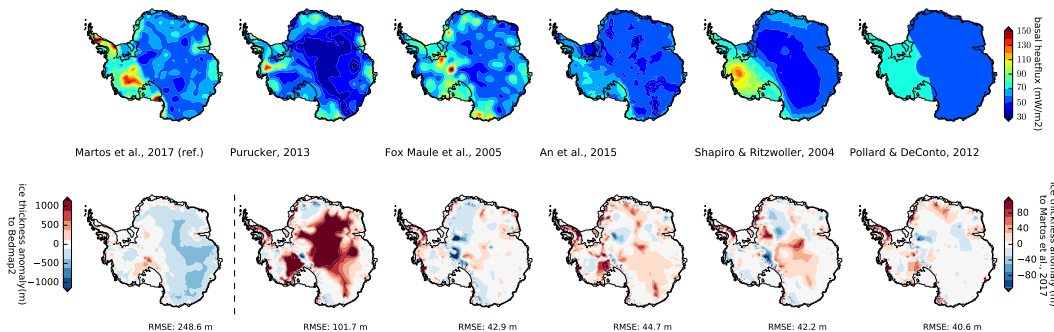 150
130
110
90
70
50
30
basal heatflux (mW/m2)
Martos et al., 2017 (ref.)
Purucker, 2013
Fox Maule et al., 2005
An et al., 2015
Shapiro & Ritzwoller, 2004
Pollard & DeConto, 2012
ice thickness anomaly(m)
to Bedmap2
1000
500
0
−500
−1000
80
40
0
−40
−80
ice thickness anomaly (m)
to Martos et al., 2017
RMSE: 248.6 m
RMSE: 101.7 m
RMSE: 42.9 m
RMSE: 44.7 m
RMSE: 42.2 m
RMSE: 40.6 m